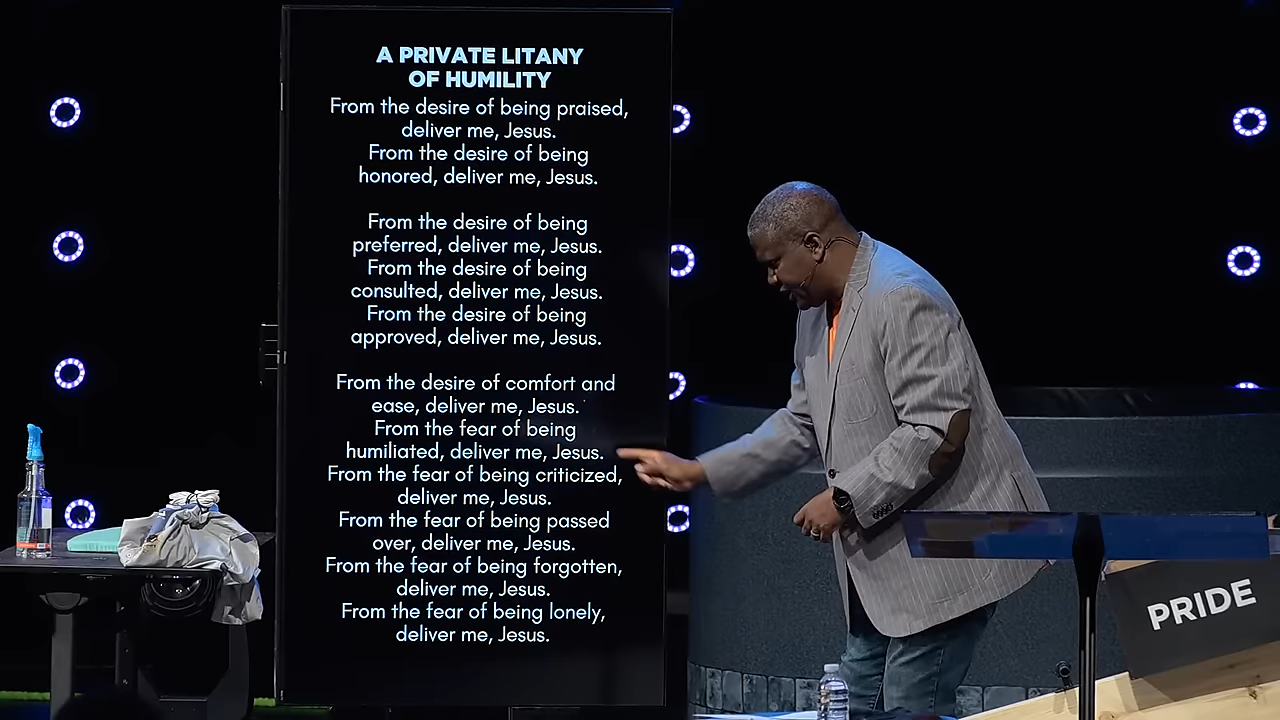 A PRIVATE LITANY
OF HUMILITY
From the desire of being praised,
deliver me, Jesus.
From the desire of being
honored, deliver me, Jesus.
From the desire of being
preferred, deliver me, Jesus.
From the desire of being
consulted, deliver me, Jesus.
From the desire of being
approved, deliver me, Jesus.
From the desire of comfort and
ease, deliver me, Jesus.
From the fear of being
humiliated, deliver me, Jesus.
From the fear of being criticized,
deliver me, Jesus.
From the fear of being passed
over, deliver me, Jesus.
From the fear of being forgotten,
deliver me, Jesus.
From the fear of being lonely,
deliver me, Jesus.
PRIDE